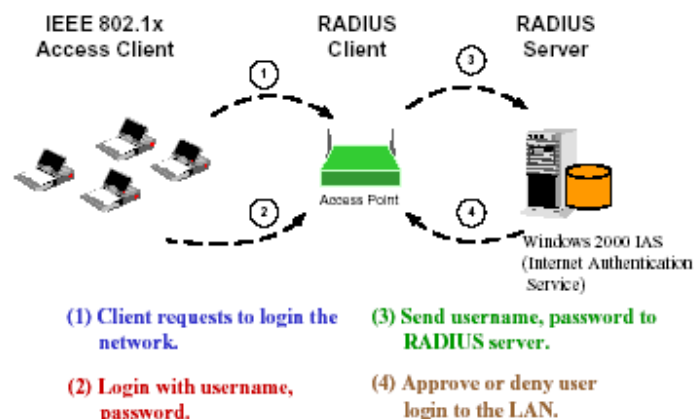 IEEE 802.1x
Access Client
RADIUS
Client
RADIUS
Server
1
3
Access Point
2
4
Windows 2000 IAS
(Internet Authentication
Service)
(1) Client requests to login the
network.
(3) Send username, password to
RADIUS server.
(2) Login with username,
password.
(4) Approve or deny user
login to the LAN.